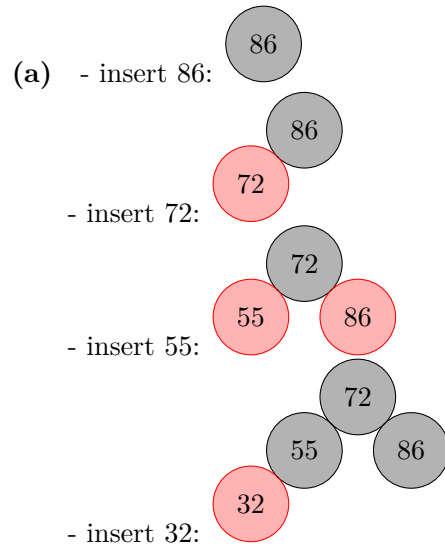 86
(a) - insert 86:
86
72
- insert 72:
72
55 86
- insert 55:
72
55 86
32
- insert 32: